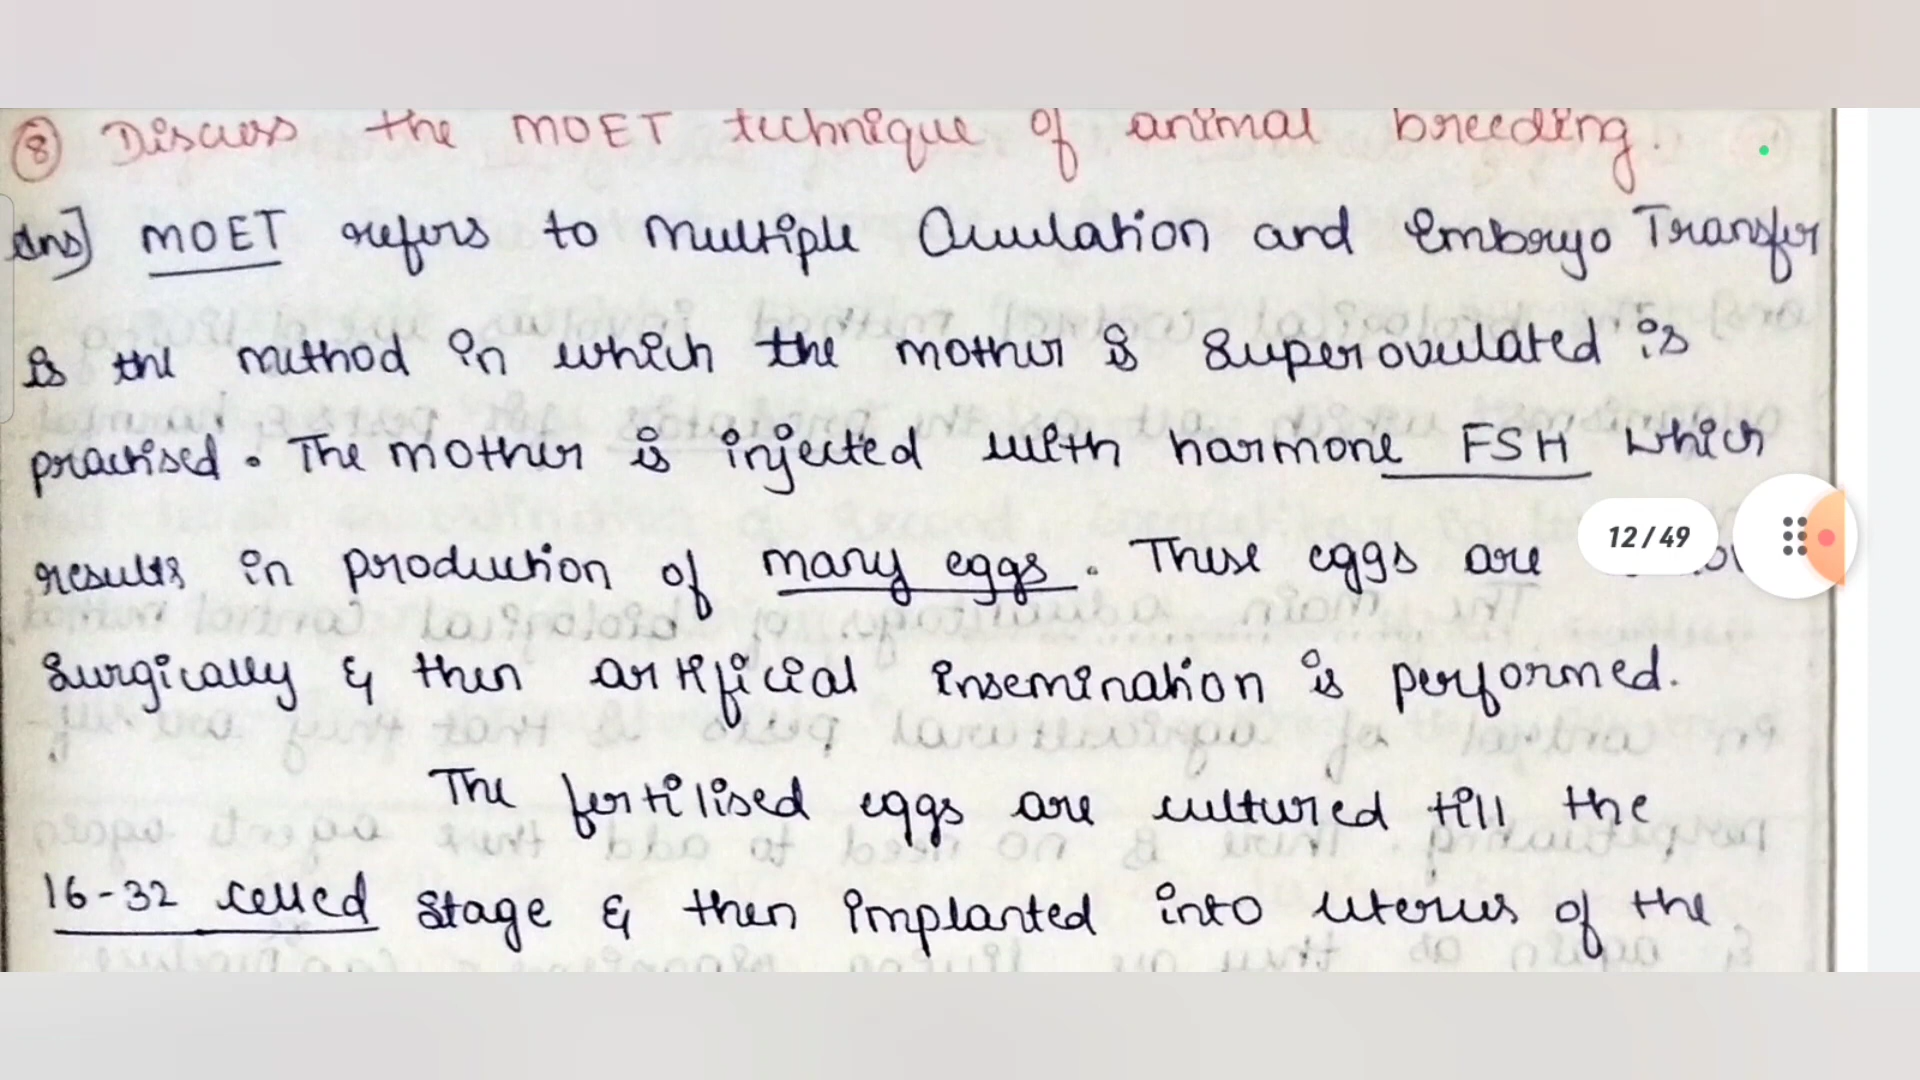 8 Discuss the MOET technique of animal breeding.
Ans] MOET refers to Multiple Ovulation and Embryo Transfer
is the method in which the mother is Superovulated is
practised. The mother is injected with harmone FSH which
results in production of many eggs. These eggs are
Surgically & then artificial insemination is performed.
The fertilised eggs are cultured till the
16-32 celled stage & then implanted into uterus of the
12/49